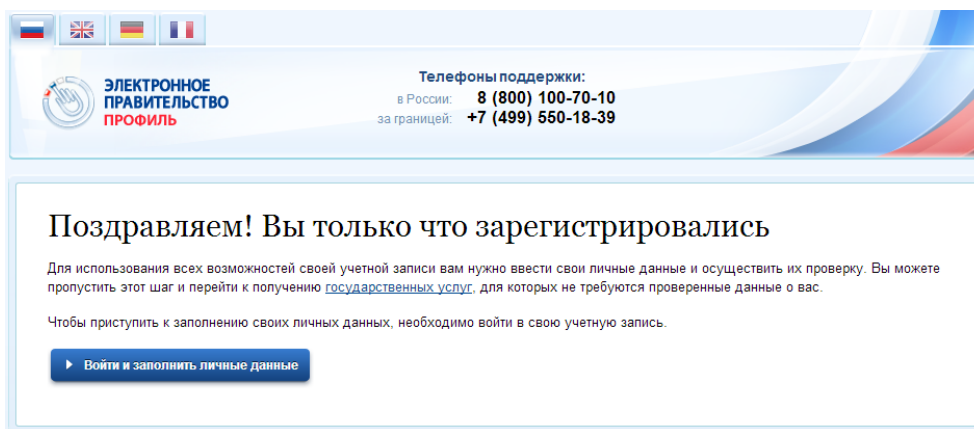 ЭЛЕКТРОННОЕ
ПРАВИТЕЛЬСТВО
ПРОФИЛЬ
Телефоны поддержки:
в России: 8 (800) 100-70-10
за границей: +7 (499) 550-18-39
Поздравляем! Вы только что зарегистрировались
Для использования всех возможностей своей учетной записи вам нужно ввести свои личные данные и осуществить их проверку. Вы можете
пропустить этот шаг и перейти к получению государственных услуг, для которых не требуются проверенные данные о вас.
Чтобы приступить к заполнению своих личных данных, необходимо войти в свою учетную запись.
Войти и заполнить личные данные